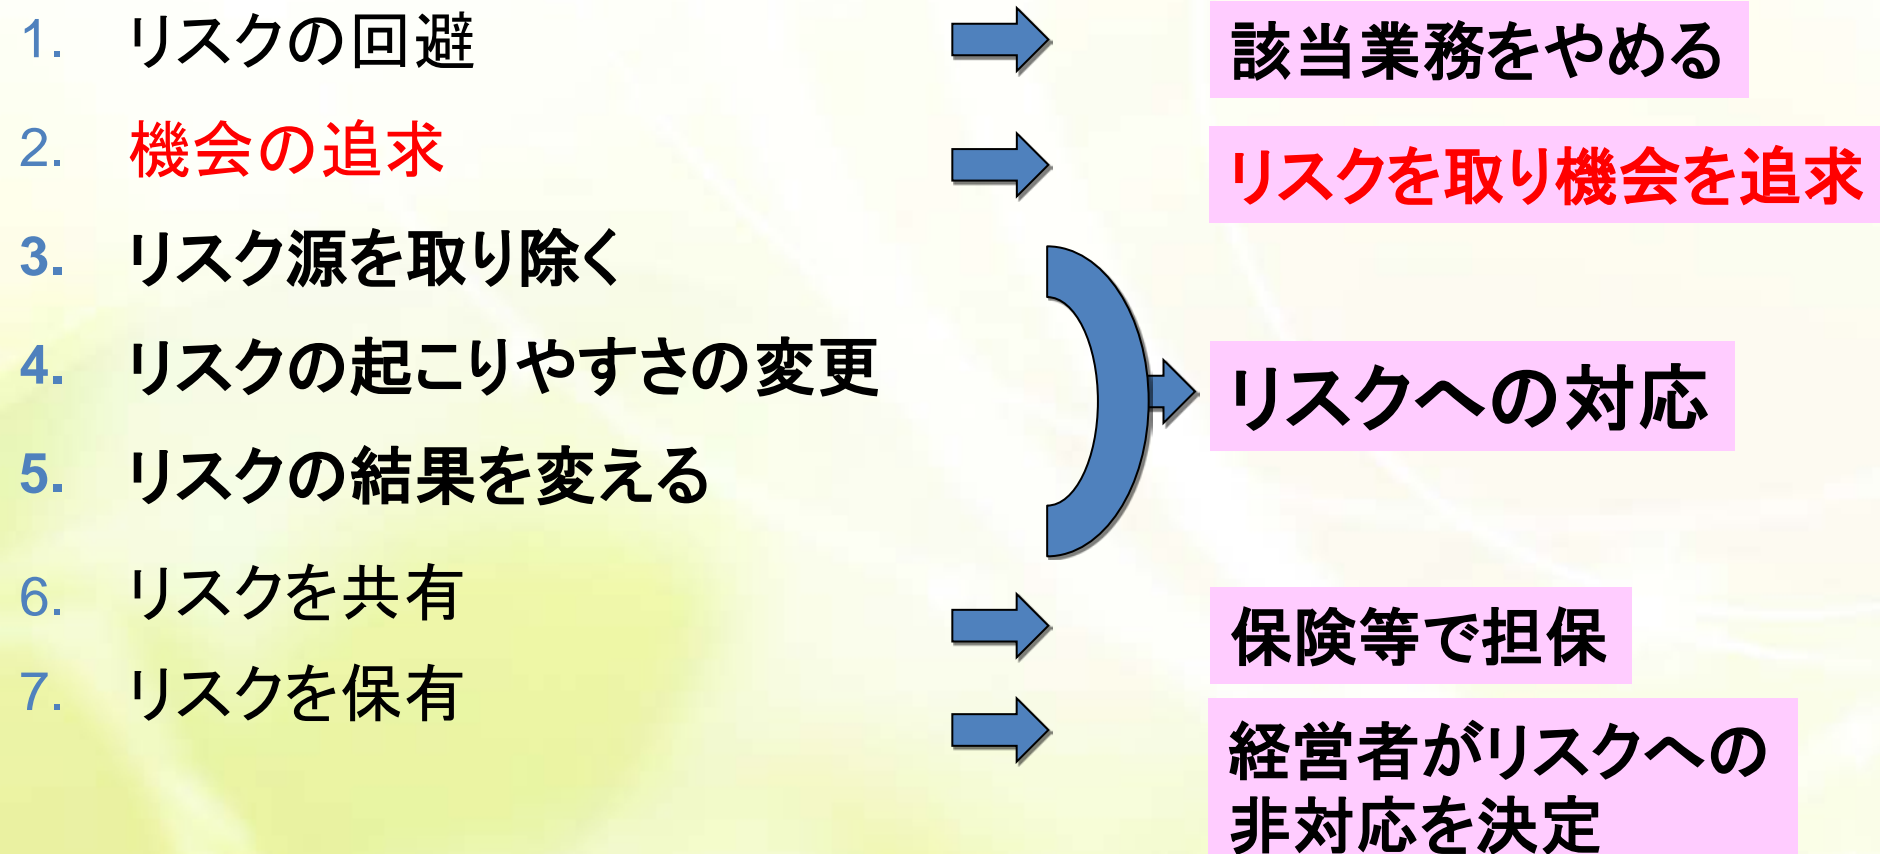 1. リスクの回避
該当業務をやめる
2. 機会の追求
リスクを取り機会を追求
3. リスク源を取り除く
4. リスクの起こりやすさの変更
リスクへの対応
5. リスクの結果を変える
6. リスクを共有
保険等で担保
7. リスクを保有
経営者がリスクへの
非対応を決定